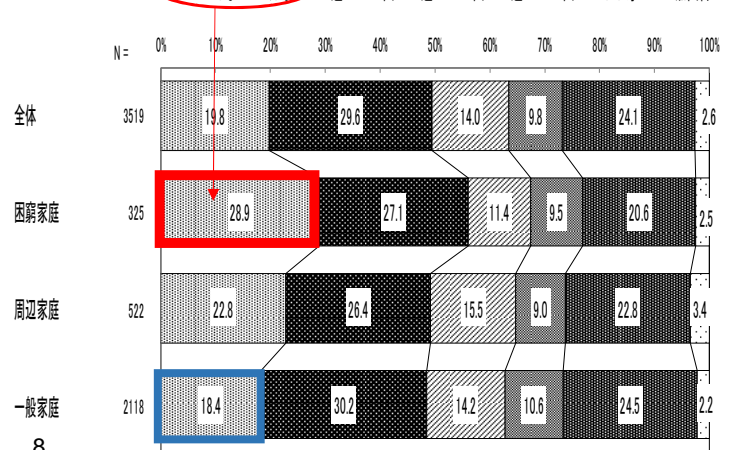 N = 0% 10% 20% 30% 40% 50% 60% 70% 80% 90% 100%
全体 3519 19.8 29.6 14.0 9.8 24.1 2.6
困窮家庭 325 28.9 27.1 11.4 9.5 20.6 2.5
周辺家庭 522 22.8 26.4 15.5 9.0 22.8 3.4
一般家庭 2118 18.4 30.2 14.2 10.6 24.5 2.2
8